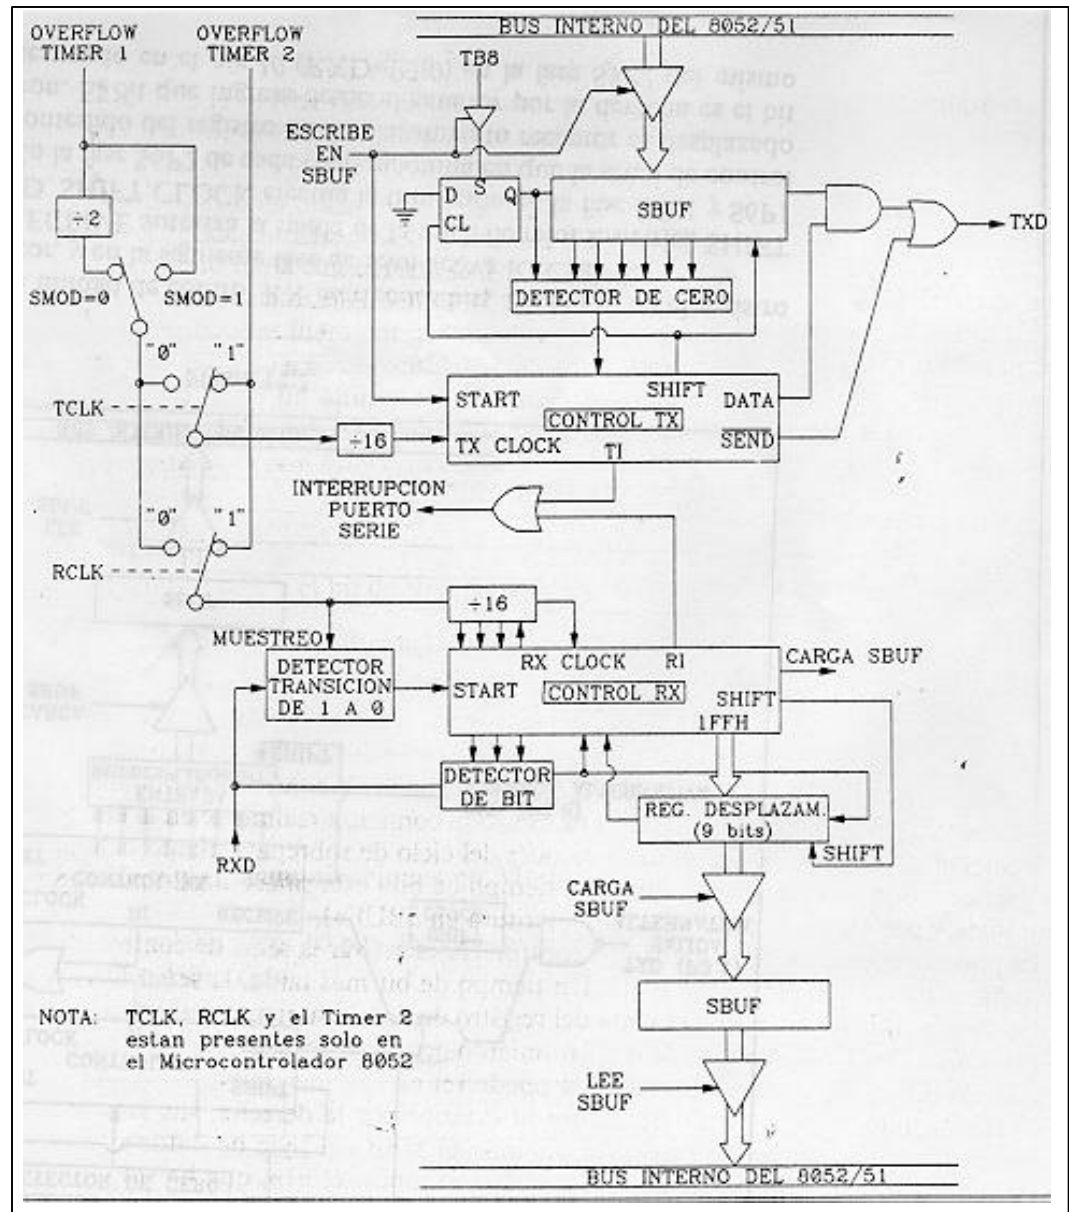 BUS INTERNO DEL 8052/51
OVERFLOW
TIMER 1
OVERFLOW
TIMER 2
TB8
ESCRIBE
EN
SBUF
D S Q
CL
SBUF
TXD
÷2
SMOD=0
SMOD=1
DETECTOR DE CERO
"0" "1"
START
SHIFT
DATA
TCLK
CONTROL TX
÷16
TX CLOCK
TI
SEND
INTERRUPCION
PUERTO
SERIE
"0" "1"
RCLK
÷16
MUESTREO
DETECTOR
TRANSICION
DE 1 A 0
RX CLOCK
RI
CARGA SBUF
START
CONTROL RX
SHIFT
1FFH
DETECTOR
DE BIT
REG. DESPLAZAM.
(9 bits)
SHIFT
RXD
CARGA
SBUF
SBUF
NOTA: TCLK, RCLK y el Timer 2
estan presentes solo en
el Microcontrolador 8052
LEE
SBUF
BUS INTERNO DEL 8052/51